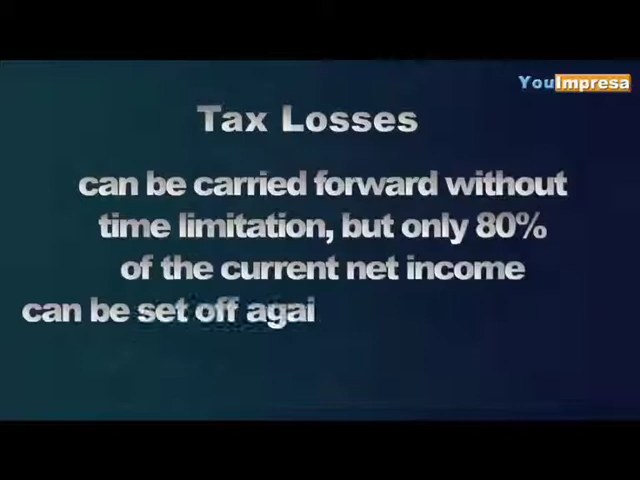 YouImpresa
Tax Losses
can be carried forward without
time limitation, but only 80%
of the current net income
can be set off agai